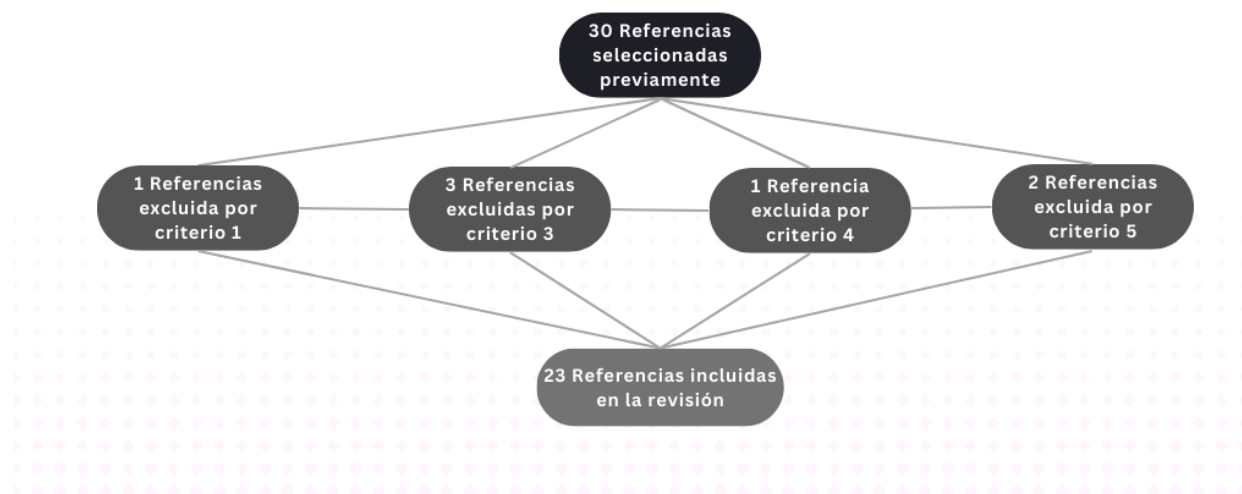 30 Referencias
seleccionadas
previamente
1 Referencias
excluida por
criterio 1
3 Referencias
excluidas por
criterio 3
1 Referencia
excluida por
criterio 4
2 Referencias
excluida por
criterio 5
23 Referencias incluidas
en la revisión